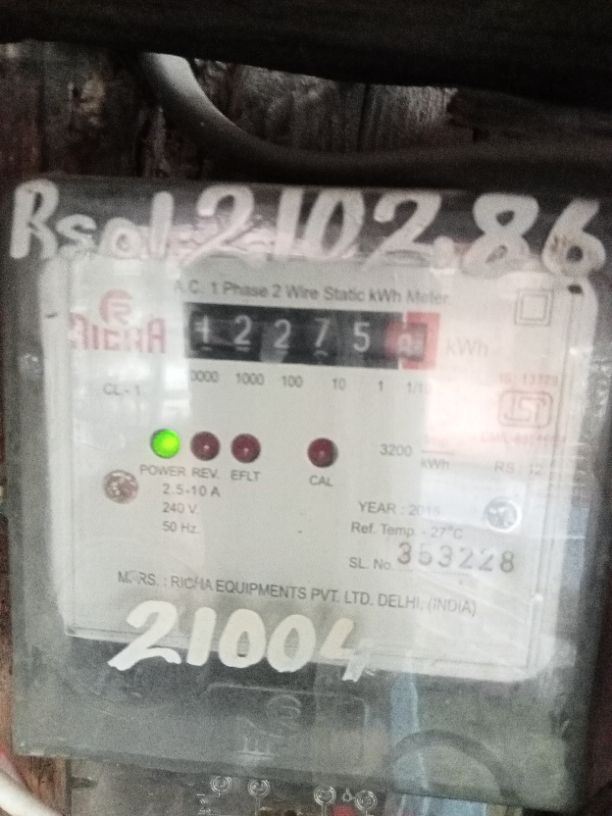 Rsol 2102.86
A.C. 1 Phase 2 Wire Static kWh Meter
RICHA
12275
kWh
1000 100 10 1 1/10
CL - 1
3200
kWh
POWER REV. EFLT CAL
2.5-10 A
240 V.
50 Hz.
YEAR :
Ref. Temp. - 27°C
SL. No. 353228
RICHA EQUIPMENTS PVT. LTD. DELHI, (INDIA)
21004